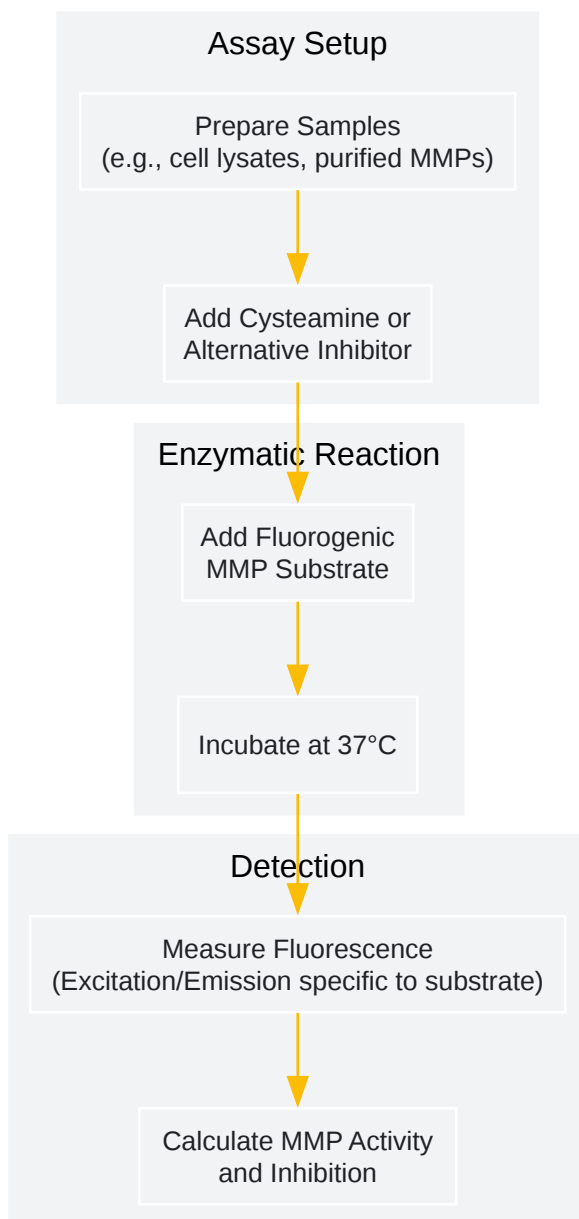 Assay Setup
Prepare Samples
(e.g., cell lysates, purified MMPs)
Add Cysteamine or
Alternative Inhibitor
Enzymatic Reaction
Add Fluorogenic
MMP Substrate
Incubate at 37°C
Detection
Measure Fluorescence
(Excitation/Emission specific to substrate)
Calculate MMP Activity
and Inhibition